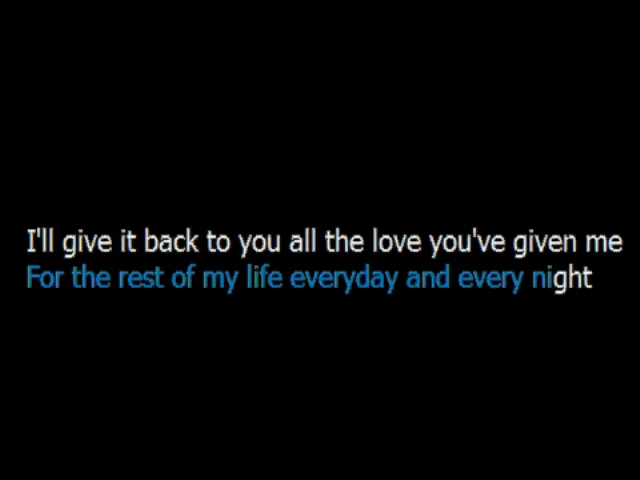 I'll give it back to you all the love you've given me
For the rest of my life everyday and every night